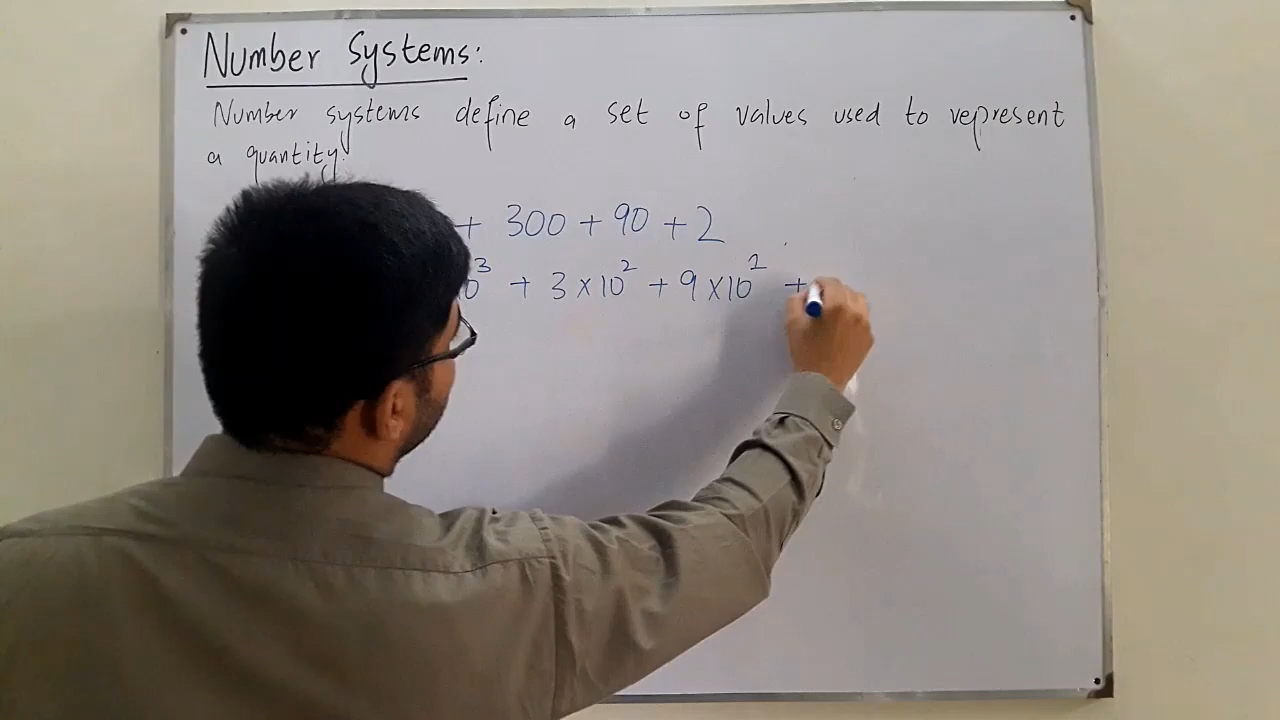 Number Systems:
Number systems define a set of values used to represent
a quantity.
+ 300 + 90 + 2
0³ + 3 × 10² + 9 × 10¹ +